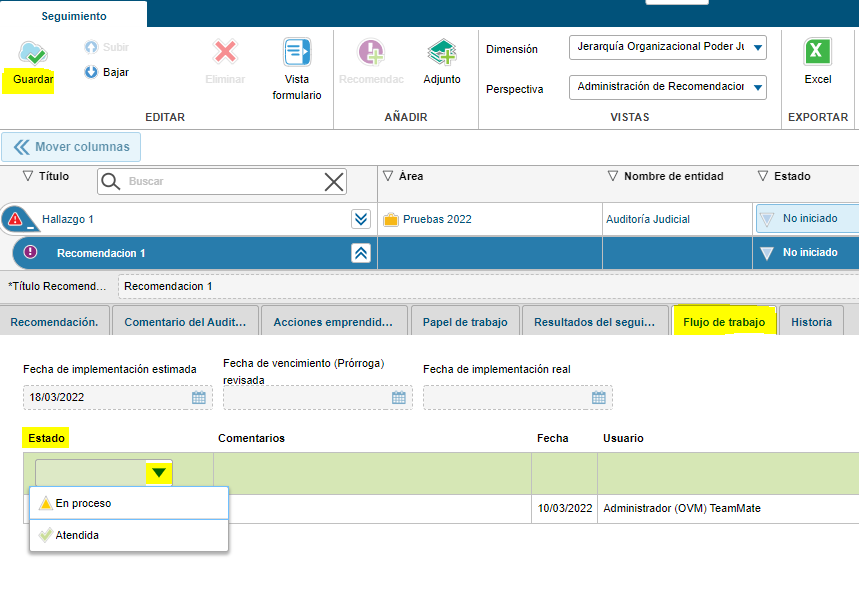 Seguimiento
Guardar
Subir
Bajar
Eliminar
Vista
formulario
EDITAR
Recomendac
Adjunto
AÑADIR
Dimensión
Jerarquía Organizacional Poder Ju
Perspectiva
Administración de Recomendacion
VISTAS
Excel
EXPORTAR
Mover columnas
Título
Buscar
Área
Nombre de entidad
Estado
Hallazgo 1
Pruebas 2022
Auditoría Judicial
No iniciado
Recomendacion 1
No iniciado
*Título Recomend...
Recomendacion 1
Recomendación.
Comentario del Audit...
Acciones emprendid...
Papel de trabajo
Resultados del segui...
Flujo de trabajo
Historia
Fecha de implementación estimada
Fecha de vencimiento (Prórroga)
revisada
Fecha de implementación real
18/03/2022
Estado
Comentarios
Fecha
Usuario
En proceso
10/03/2022
Administrador (OVM) TeamMate
Atendida